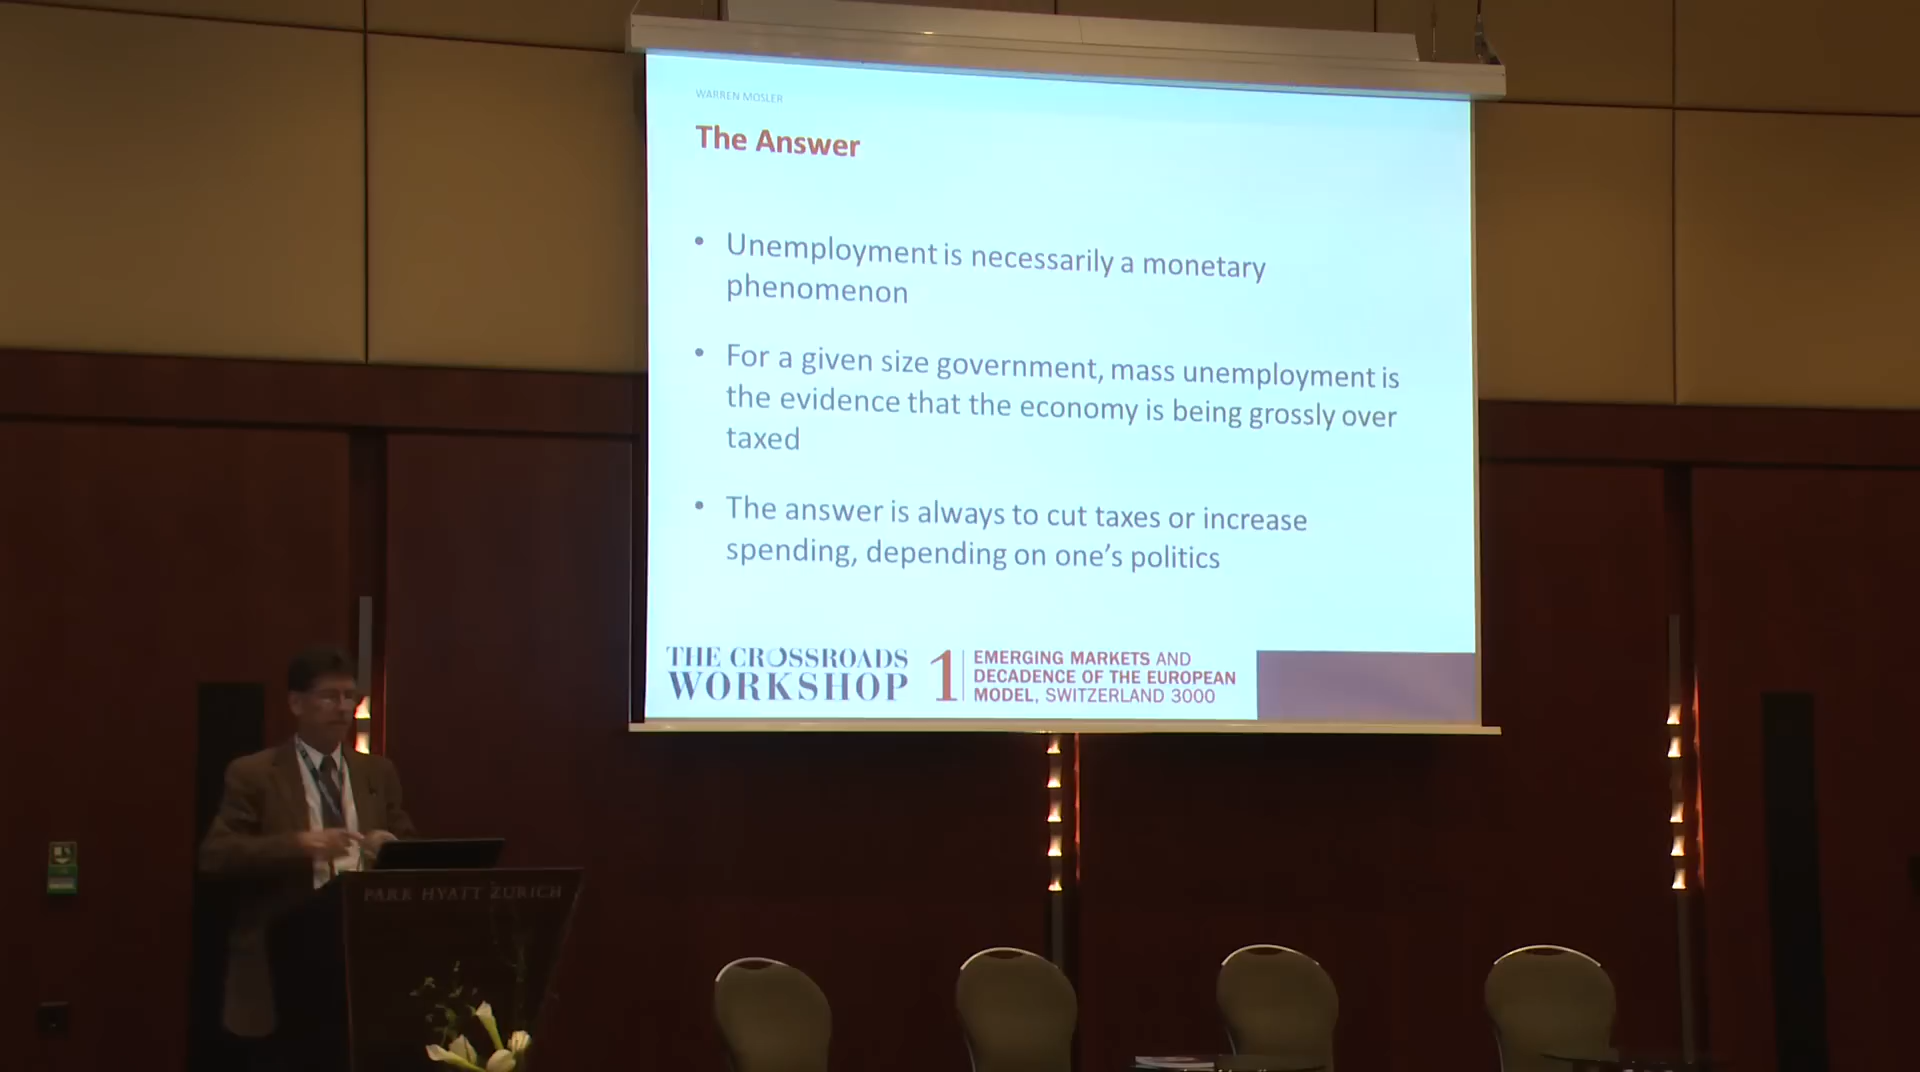 WARREN MOSLER
The Answer
• Unemployment is necessarily a monetary
phenomenon
• For a given size government, mass unemployment is
the evidence that the economy is being grossly over
taxed
• The answer is always to cut taxes or increase
spending, depending on one's politics
THE CROSSROADS
WORKSHOP
1
EMERGING MARKETS AND
DECADENCE OF THE EUROPEAN
MODEL, SWITZERLAND 3000
PARK HYATT ZURICH